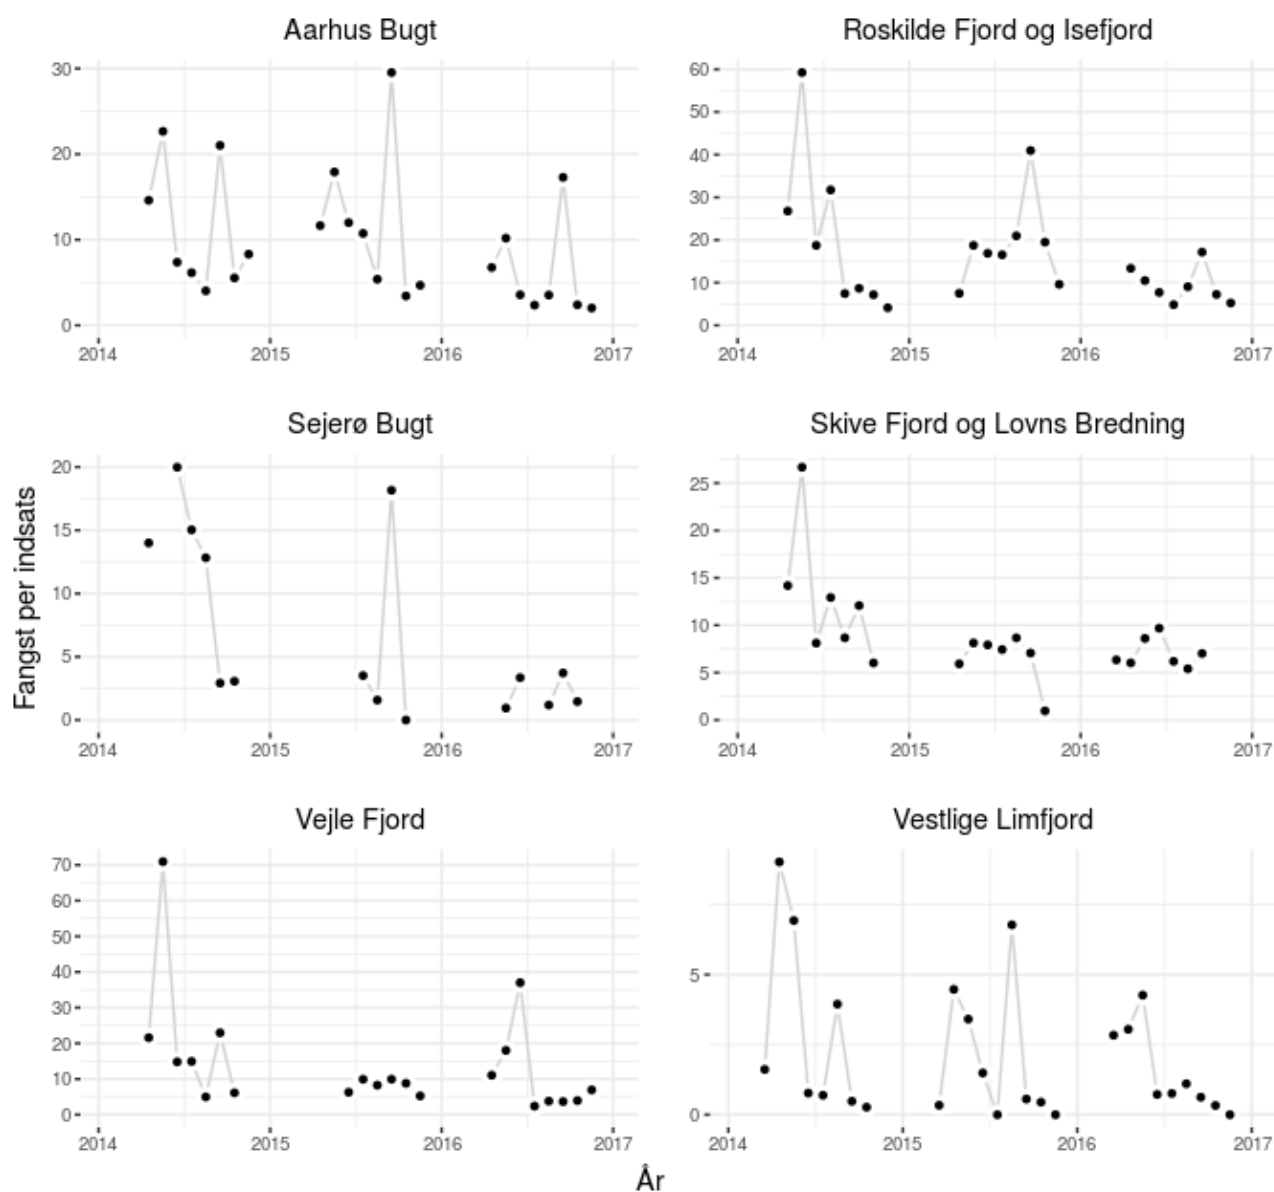 Aarhus Bugt
30
20
10
0
2014 2015 2016 2017
Roskilde Fjord og Isefjord
60
50
40
30
20
10
0
2014 2015 2016 2017
Fangst per indsats
Sejerø Bugt
20
15
10
5
0
2014 2015 2016 2017
Skive Fjord og Lovns Bredning
25
20
15
10
5
0
2014 2015 2016 2017
Vejle Fjord
70
60
50
40
30
20
10
0
2014 2015 2016 2017
Vestlige Limfjord
5
0
2014 2015 2016 2017
År